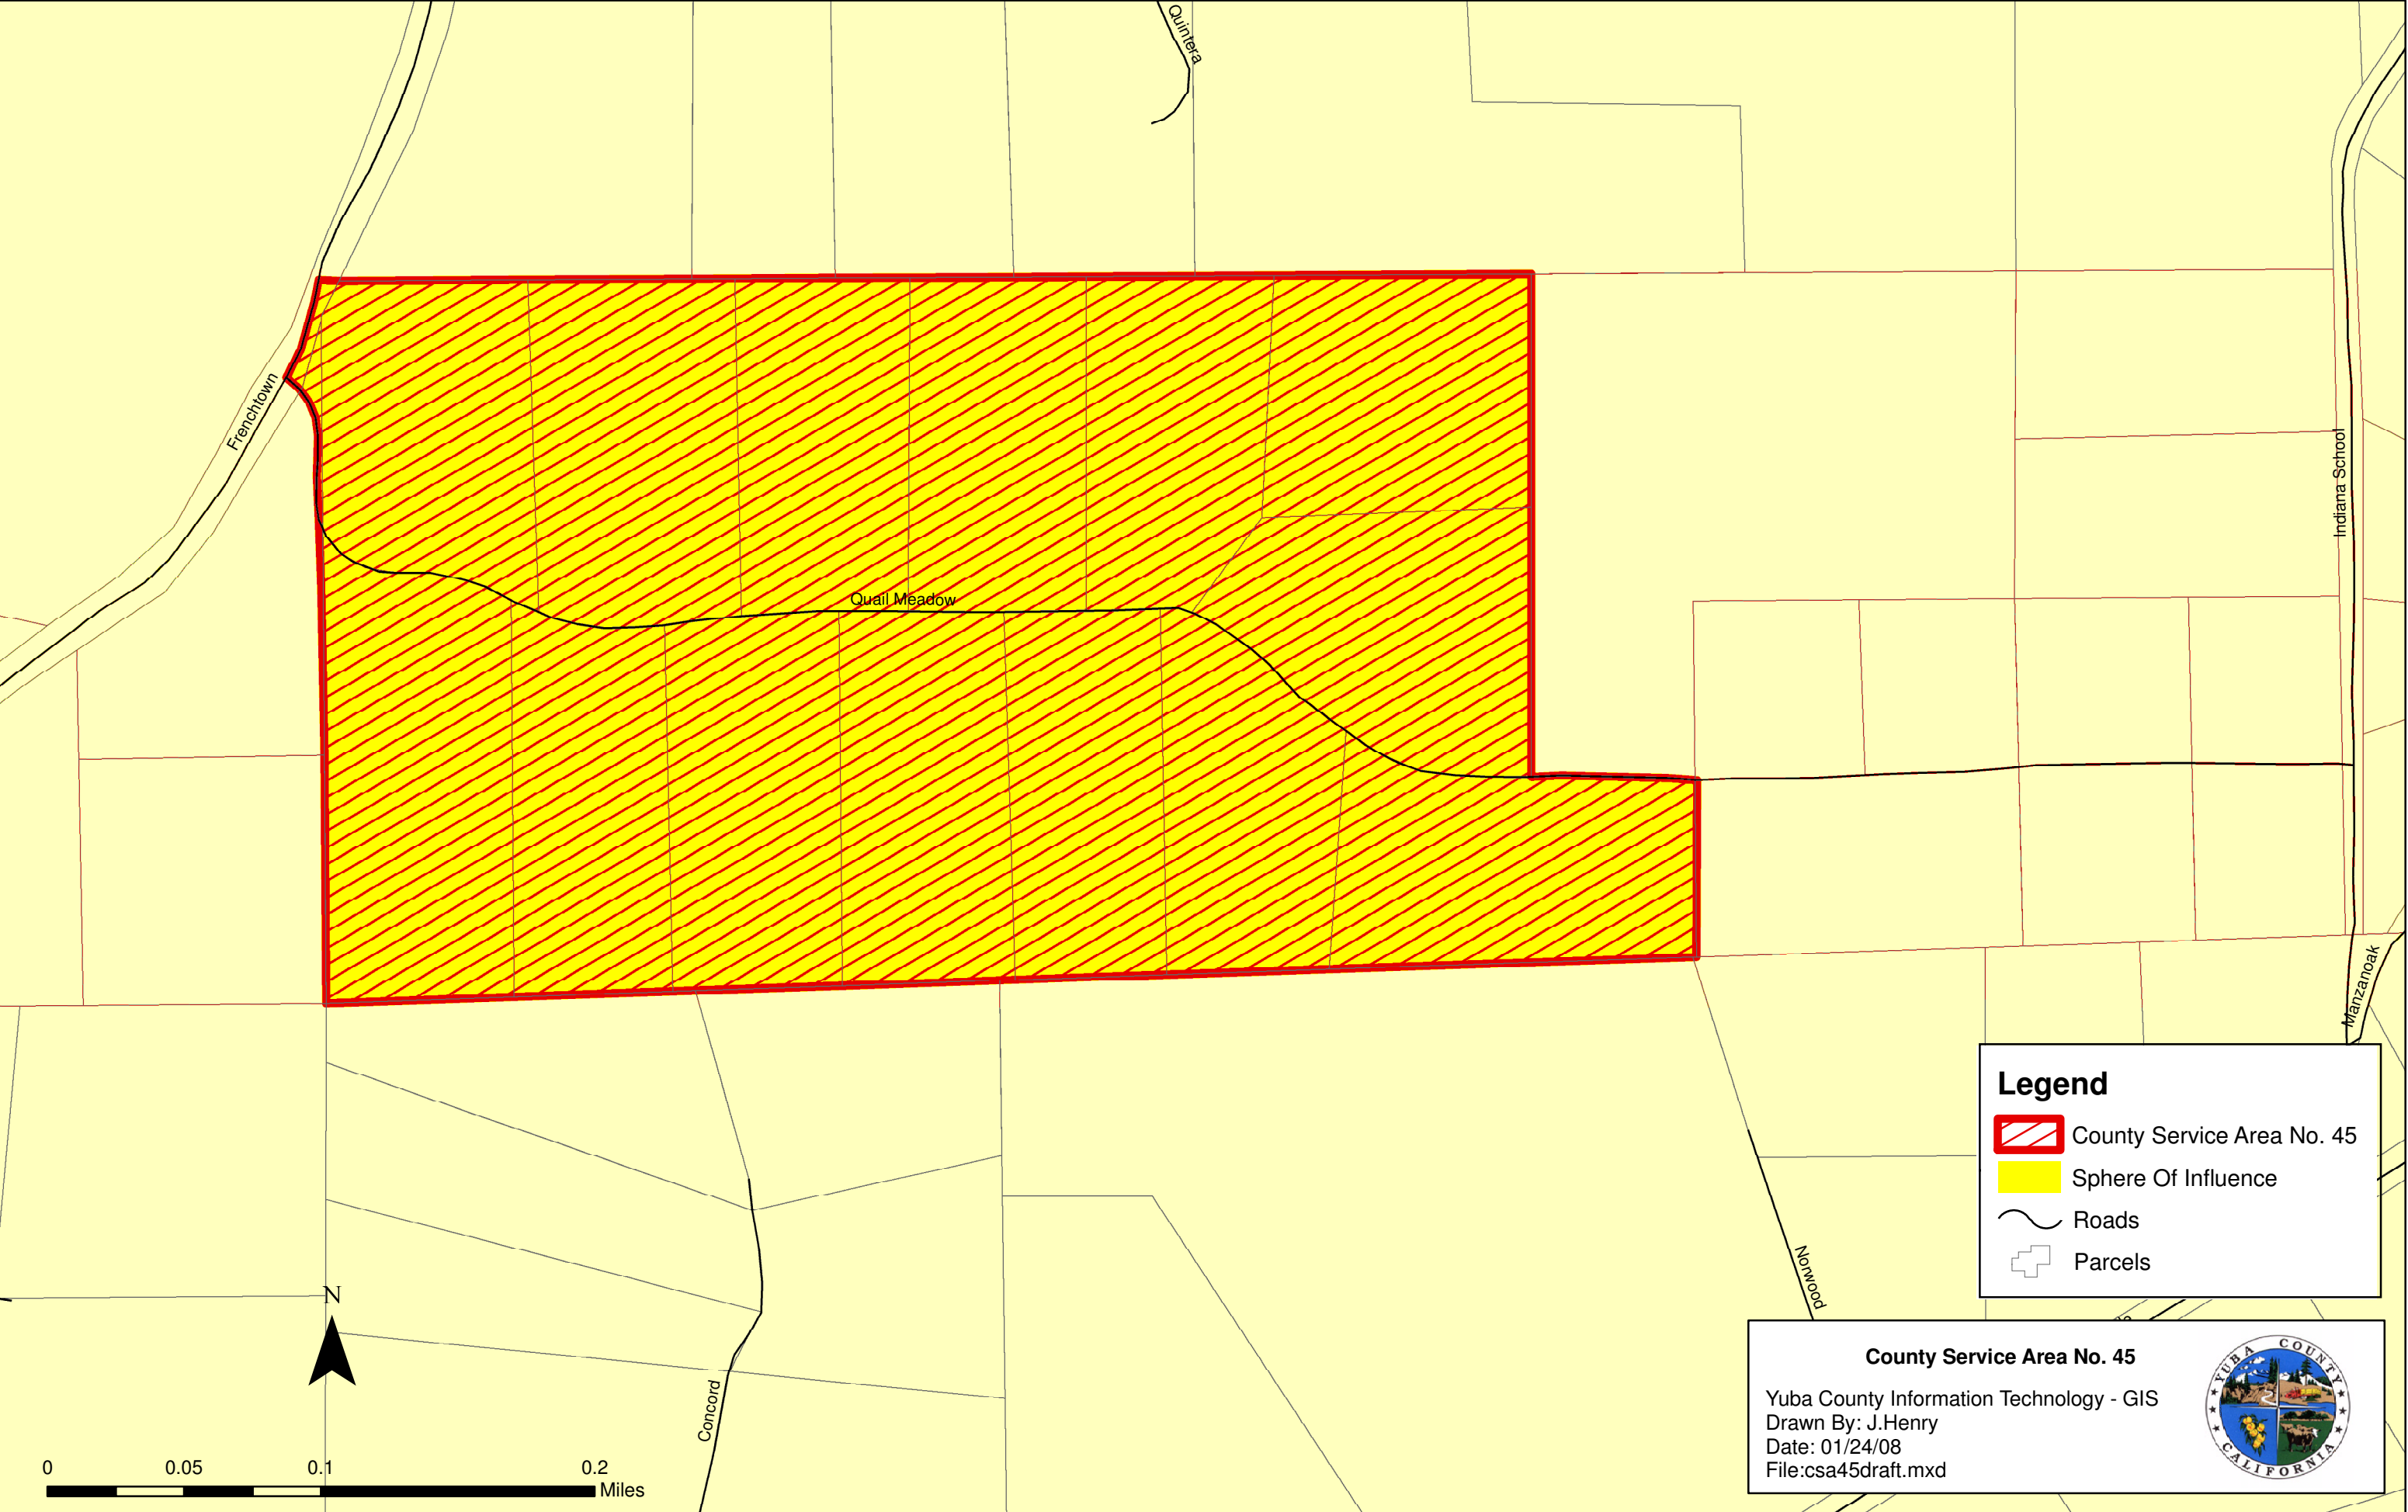 Quintera
Frenchtown
Indiana School
Quail Meadow
Manzanoak
Legend
County Service Area No. 45
Sphere Of Influence
Roads
Parcels
Norwood
N
Concord
County Service Area No. 45
Yuba County Information Technology - GIS
Drawn By: J.Henry
Date: 01/24/08
File:csa45draft.mxd
YUBA COUNTY
CALIFORNIA
0 0.05 0.1 0.2
Miles